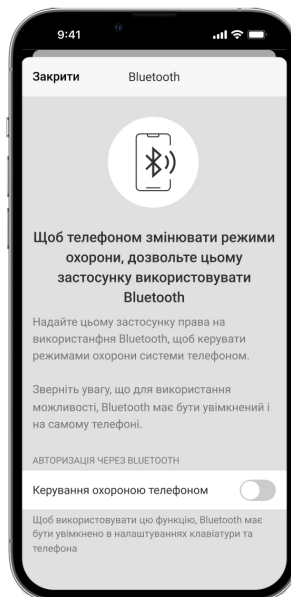 9:41
Закрити Bluetooth
Щоб телефоном змінювати режими
охорони, дозвольте цьому
застосунку використовувати
Bluetooth
Надайте цьому застосунку права на
використанфня Bluetooth, щоб керувати
режимами охорони системи телефоном.
Зверніть увагу, що для використання
можливості, Bluetooth має бути увімкнений і
на самому телефоні.
АВТОРИЗАЦІЯ ЧЕРЕЗ BLUETOOTH
Керування охороною телефоном
Щоб використовувати цю функцію, Bluetooth має
бути увімкнено в налаштуваннях клавіатури та
телефона